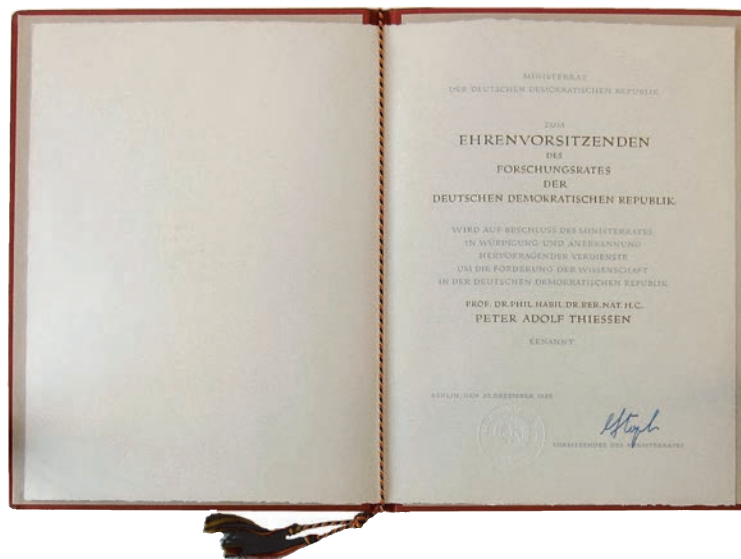 MINISTERRAT
DER DEUTSCHEN DEMOKRATISCHEN REPUBLIK
ZUM
EHRENVORSITZENDEN
DES
FORSCHUNGSRATES
DER
DEUTSCHEN DEMOKRATISCHEN REPUBLIK
WIRD AUF BESCHLUSS DES MINISTERRATES
IN WÜRDIGUNG UND ANERKENNUNG
HERVORRAGENDER VERDIENSTE
UM DIE FÖRDERUNG DER WISSENSCHAFT
IN DER DEUTSCHEN DEMOKRATISCHEN REPUBLIK
PROF. DR. PHIL. HABIL. DR. RER. NAT. H. C.
PETER ADOLF THIESSEN
ERNANNT
BERLIN, DEN DEZEMBER
VORSITZENDER DES MINISTERRATES